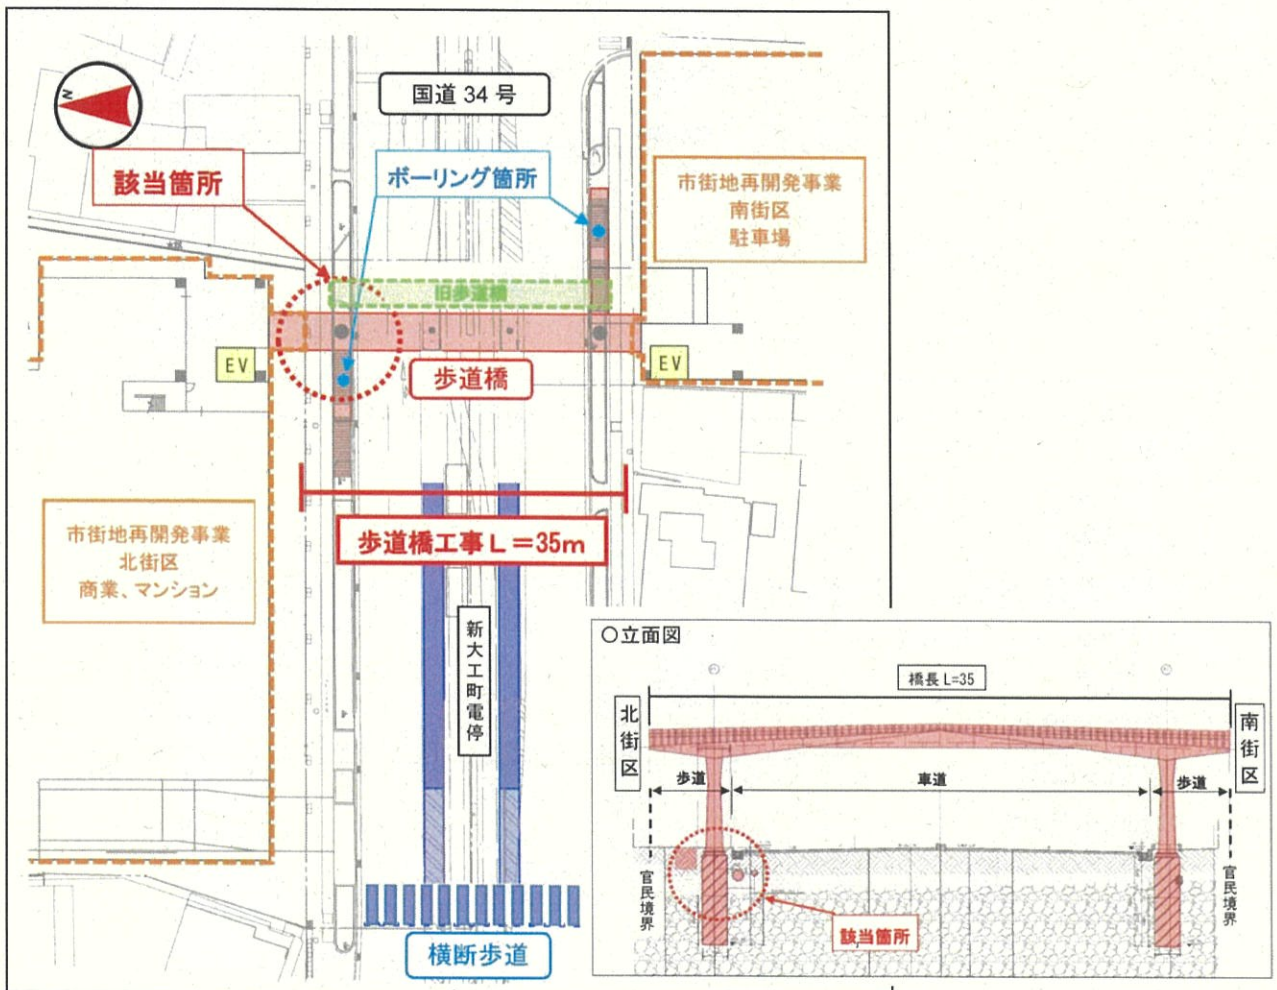 N
国道 34 号
該当箇所
ボーリング箇所
市街地再開発事業
南街区
駐車場
旧歩道橋
EV
EV
歩道橋
歩道橋工事L=35m
市街地再開発事業
北街区
商業、マンション
新大工町電停
横断歩道
〇立面図
橋長 L=35
北街区
南街区
歩道
車道
歩道
官民境界
官民境界
該当箇所